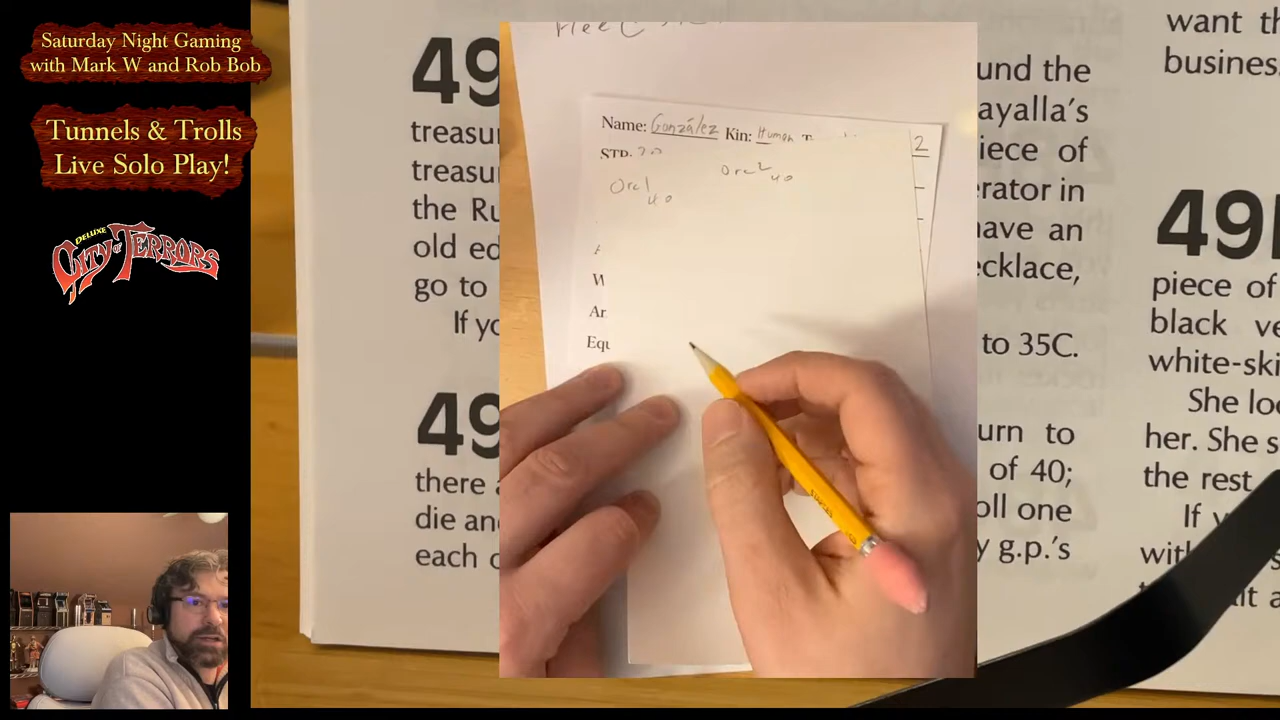 Saturday Night Gaming
with Mark W and Rob Bob
Tunnels & Trolls
Live Solo Play!
DELUXE
CITY OF TERRORS
49
treasu
treasu
the Ru
old ed
go to
If yo
49
there a
die an
each o
Name: González Kin: Human
2
STD.
Orc 1
40
Orc 2
40
Ar
Equ
und the
ayalla's
iece of
rator in
have an
ecklace,
to 35C.
urn to
of 40;
oll one
y g.p.'s
want th
business,
49
piece of
black ve
white-ski
She loo
her. She s
the rest
If y
with